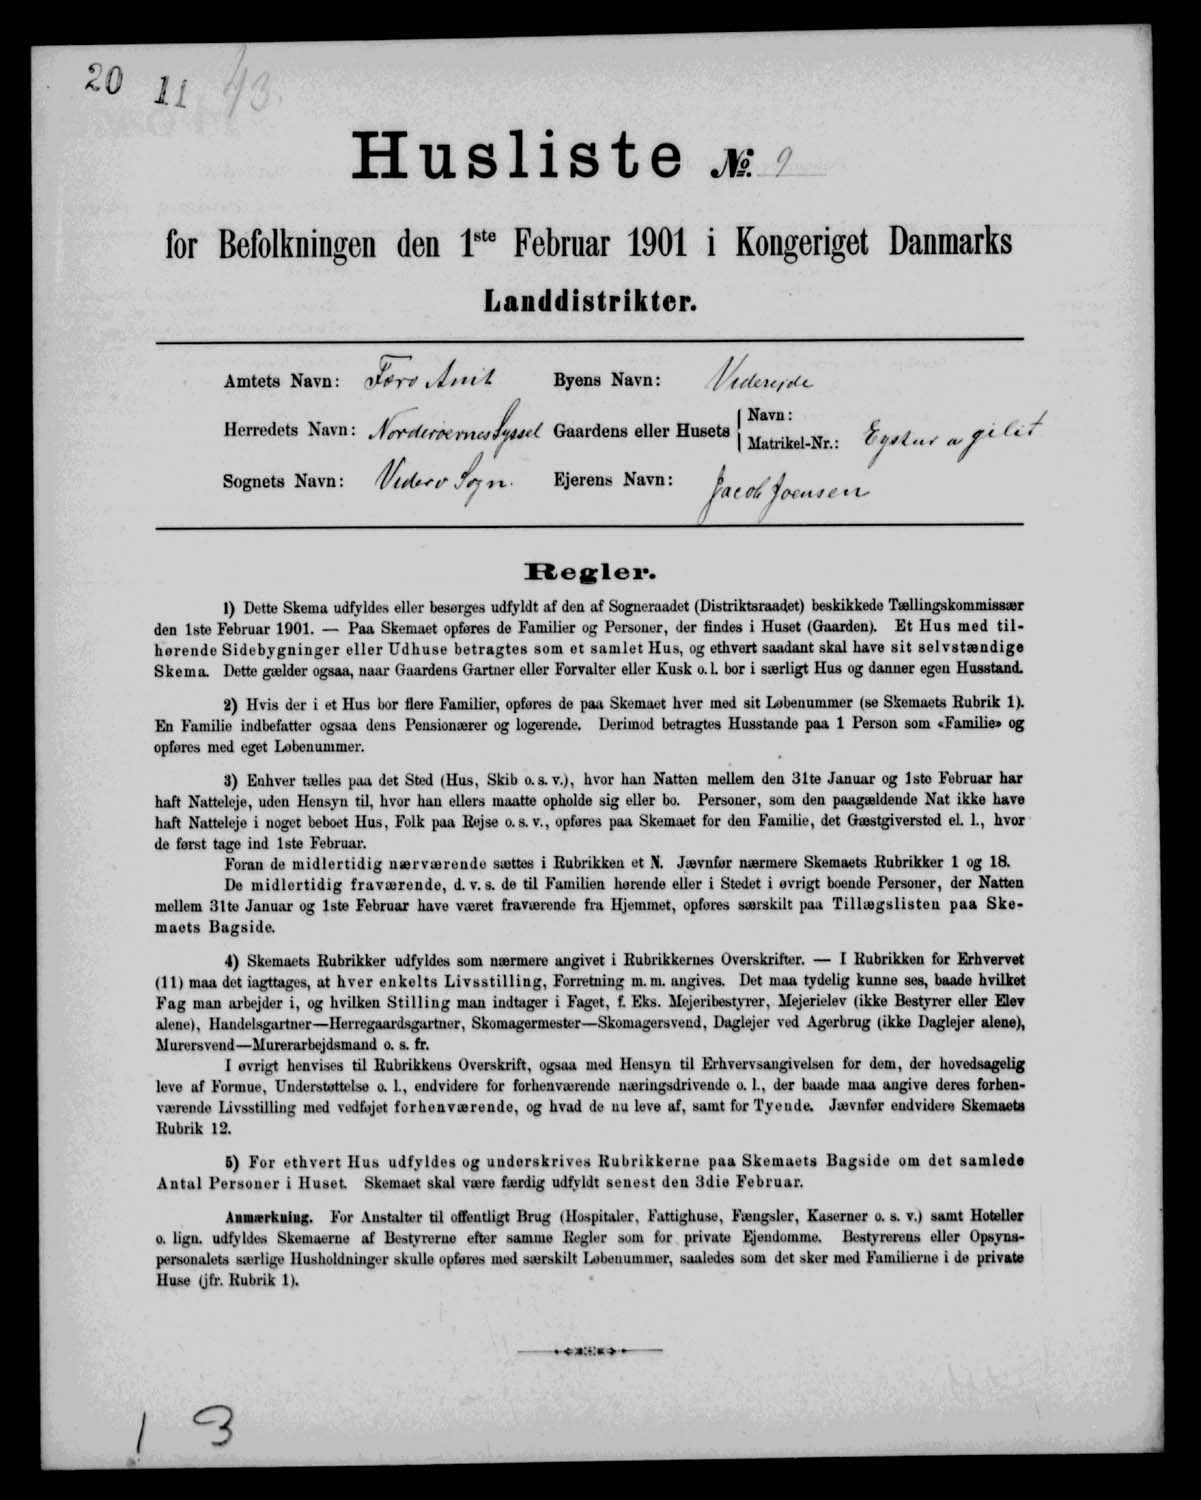 20 11 43.
Husliste № 9
for Befolkningen den 1ste Februar 1901 i Kongeriget Danmarks
Landdistrikter.
Amtets Navn: Færø Amt Byens Navn: Viderejde
Herredets Navn: Norderøernes Syssel Gaardens eller Husets Navn:
Matrikel-Nr.: Eystur a gilit
Sognets Navn: Viderø Sogn. Ejerens Navn: Jacob Joensen
Regler.
1) Dette Skema udfyldes eller besørges udfyldt af den af Sogneraadet (Distriktsraadet) beskikkede Tællingskommissær
den 1ste Februar 1901. — Paa Skemaet opføres de Familier og Personer, der findes i Huset (Gaarden). Et Hus med til-
hørende Sidebygninger eller Udhuse betragtes som et samlet Hus, og ethvert saadant skal have sit selvstændige
Skema. Dette gælder ogsaa, naar Gaardens Gartner eller Forvalter eller Kusk o. l. bor i særligt Hus og danner egen Husstand.
2) Hvis der i et Hus bor flere Familier, opføres de paa Skemaet hver med sit Løbenummer (se Skemaets Rubrik 1).
En Familie indbefatter ogsaa dens Pensionærer og logerende. Derimod betragtes Husstande paa 1 Person som «Familie» og
opføres med eget Løbenummer.
3) Enhver tælles paa det Sted (Hus, Skib o. s. v.), hvor han Natten mellem den 31te Januar og 1ste Februar har
haft Natteleje, uden Hensyn til, hvor han ellers maatte opholde sig eller bo. Personer, som den paagældende Nat ikke have
haft Natteleje i noget beboet Hus, Folk paa Rejse o. s. v., opføres paa Skemaet for den Familie, det Gæstgiversted el. l., hvor
de først tage ind 1ste Februar.
Foran de midlertidig nærværende sættes i Rubrikken et N. Jævnfør nærmere Skemaets Rubrikker 1 og 18.
De midlertidig fraværende, d. v. s. de til Familien hørende eller i Stedet i øvrigt boende Personer, der Natten
mellem 31te Januar og 1ste Februar have været fraværende fra Hjemmet, opføres særskilt paa Tillægslisten paa Ske-
maets Bagside.
4) Skemaets Rubrikker udfyldes som nærmere angivet i Rubrikkernes Overskrifter. — I Rubrikken for Erhvervet
(11) maa det iagttages, at hver enkelts Livsstilling, Forretning m. m. angives. Det maa tydelig kunne ses, baade hvilket
Fag man arbejder i, og hvilken Stilling man indtager i Faget, f. Eks. Mejeribestyrer, Mejerielev (ikke Bestyrer eller Elev
alene), Handelsgartner—Herregaardsgartner, Skomagermester—Skomagersvend, Daglejer ved Agerbrug (ikke Daglejer alene),
Murersvend—Murerarbejdsmand o. s. fr.
I øvrigt henvises til Rubrikkens Overskrift, ogsaa med Hensyn til Erhvervsangivelsen for dem, der hovedsagelig
leve af Formue, Understøttelse o. l., endvidere for forhenværende næringsdrivende o. l., der baade maa angive deres forhen-
værende Livsstilling med vedføjet forhenværende, og hvad de nu leve af, samt for Tyende. Jævnfør endvidere Skemaets
Rubrik 12.
5) For ethvert Hus udfyldes og underskrives Rubrikkerne paa Skemaets Bagside om det samlede
Antal Personer i Huset. Skemaet skal være færdig udfyldt senest den 3die Februar.
Anmærkning. For Anstalter til offentligt Brug (Hospitaler, Fattighuse, Fængsler, Kaserner o. s. v.) samt Hoteller
o. lign. udfyldes Skemaerne af Bestyrerne efter samme Regler som for private Ejendomme. Bestyrerens eller Opsyns-
personalets særlige Husholdninger skulle opføres med særskilt Løbenummer, saaledes som det sker med Familierne i de private
Huse (jfr. Rubrik 1).
1 3